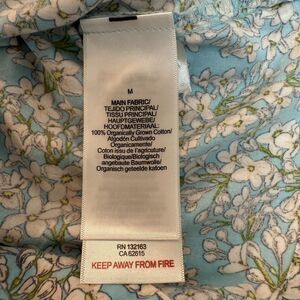 M
MAIN FABRIC/
TEJIDO PRINCIPAL/
TISSU PRINCIPAL/
HAUPTGEWEBE/
HOOFDMATERIAAL:
100% Organically Grown Cotton/
Algodón Cultivado
Orgánicamente/
Coton issu de l'agriculture
Biologique/Biologisch
angebaute Baumwolle/
Organisch geteelde katoen
RN 132163
CA 62615
KEEP AWAY FROM FIRE